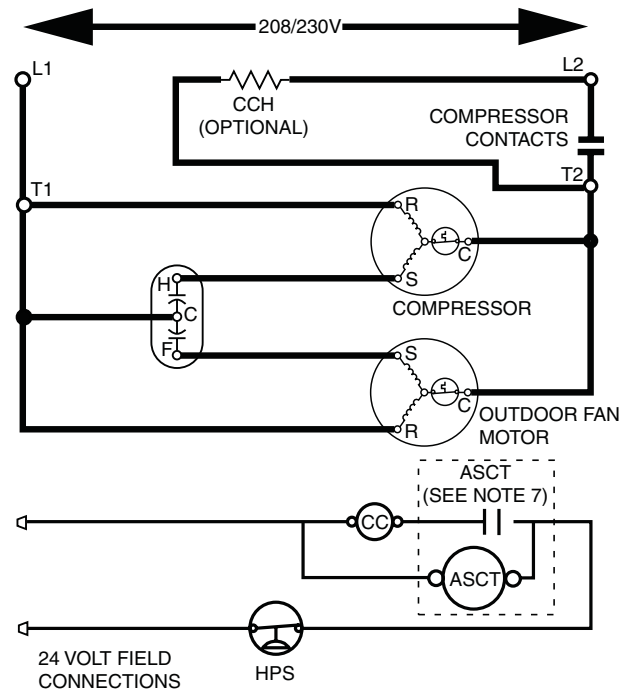 208/230V
L1
L2
CCH
(OPTIONAL)
COMPRESSOR
CONTACTS
T1
T2
R
C
S
COMPRESSOR
H
C
F
S
C
R
OUTDOOR FAN
MOTOR
ASCT
(SEE NOTE 7)
CC
ASCT
24 VOLT FIELD
CONNECTIONS
HPS